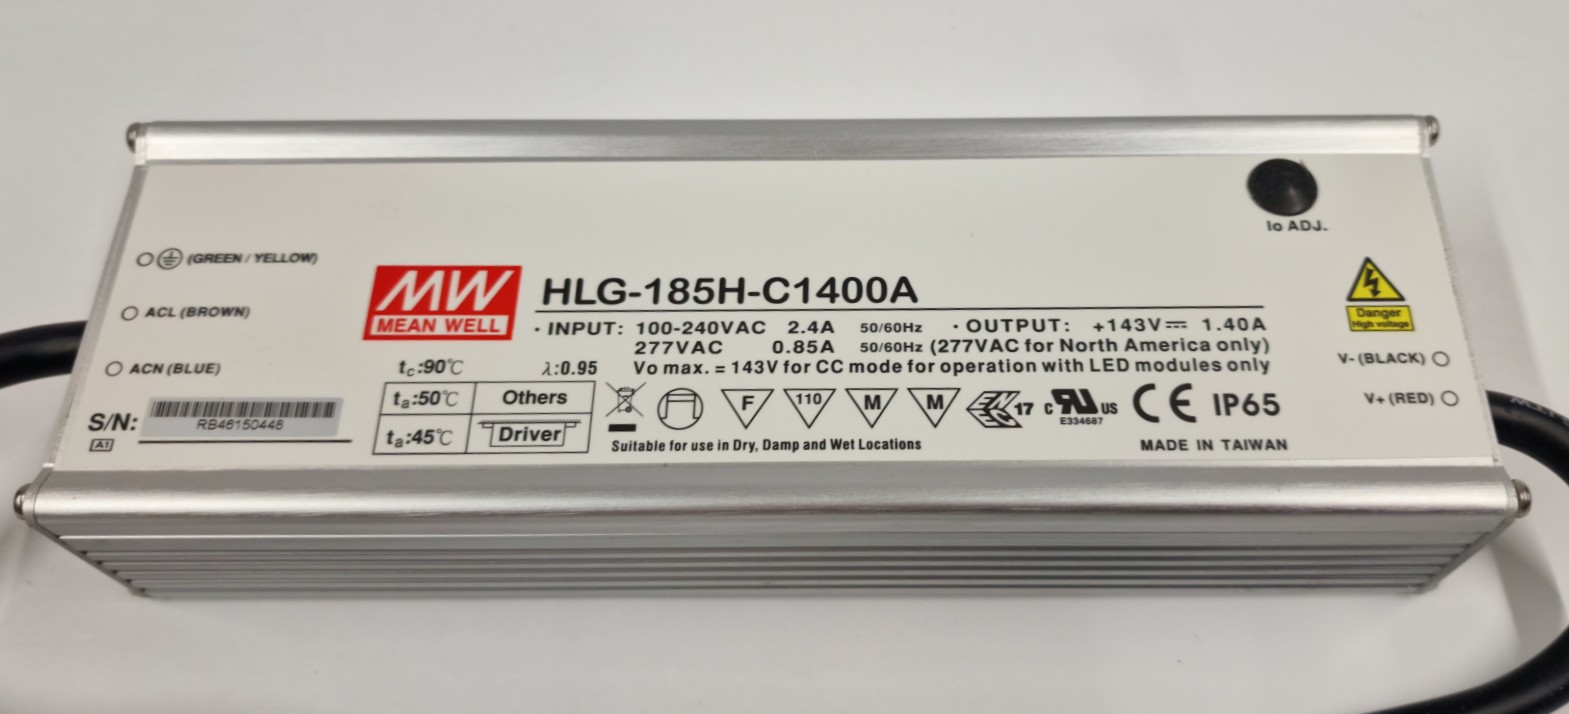 Io ADJ.
(GREEN / YELLOW)
ACL (BROWN)
ACN (BLUE)
S/N:
RB46150448
A1
MW
MEAN WELL
HLG-185H-C1400A
· INPUT: 100-240VAC 2.4A 50/60Hz · OUTPUT: +143V⎓ 1.40A
277VAC 0.85A 50/60Hz (277VAC for North America only)
tc:90℃ λ:0.95 Vo max. = 143V for CC mode for operation with LED modules only
ta:50℃ Others
ta:45℃ Driver
F 110 M M ENEC 17 c RU US CE IP65
E334687
Suitable for use in Dry, Damp and Wet Locations
MADE IN TAIWAN
Danger
High voltage
V- (BLACK)
V+ (RED)